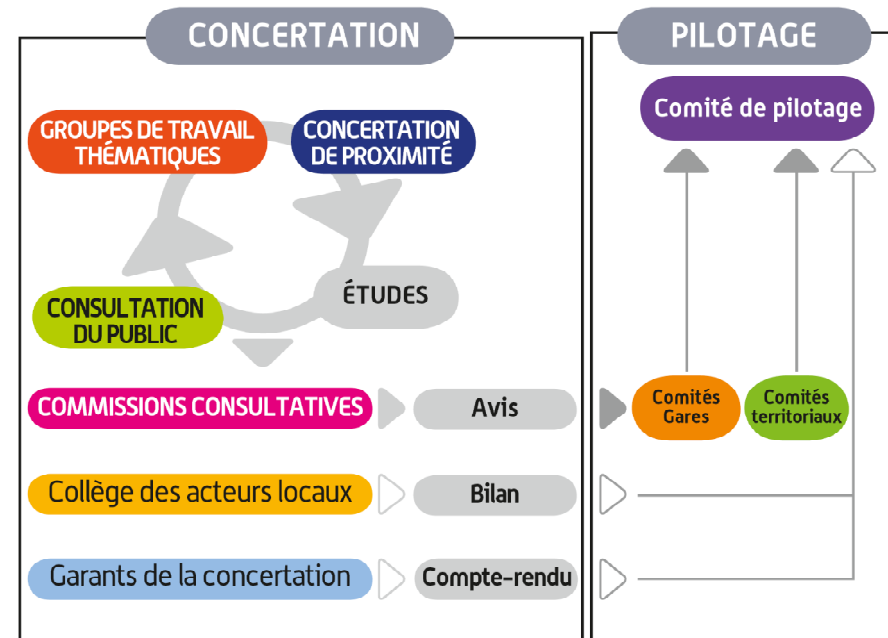 CONCERTATION
GROUPES DE TRAVAIL
THÉMATIQUES
CONCERTATION
DE PROXIMITÉ
CONSULTATION
DU PUBLIC
ÉTUDES
COMMISSIONS CONSULTATIVES
Avis
Collège des acteurs locaux
Bilan
Garants de la concertation
Compte-rendu
PILOTAGE
Comité de pilotage
Comités
Gares
Comités
territoriaux